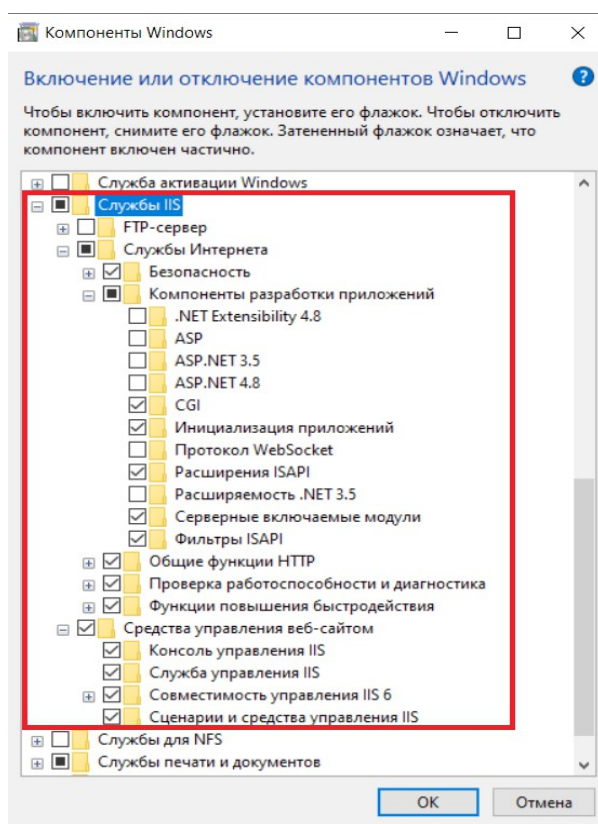 Компоненты Windows
Включение или отключение компонентов Windows
Чтобы включить компонент, установите его флажок. Чтобы отключить
компонент, снимите его флажок. Затененный флажок означает, что
компонент включен частично.
Служба активации Windows
Службы IIS
FTP-сервер
Службы Интернета
Безопасность
Компоненты разработки приложений
.NET Extensibility 4.8
ASP
ASP.NET 3.5
ASP.NET 4.8
CGI
Инициализация приложений
Протокол WebSocket
Расширения ISAPI
Расширяемость .NET 3.5
Серверные включаемые модули
Фильтры ISAPI
Общие функции HTTP
Проверка работоспособности и диагностика
Функции повышения быстродействия
Средства управления веб-сайтом
Консоль управления IIS
Служба управления IIS
Совместимость управления IIS 6
Сценарии и средства управления IIS
Службы для NFS
Службы печати и документов
ОК
Отмена